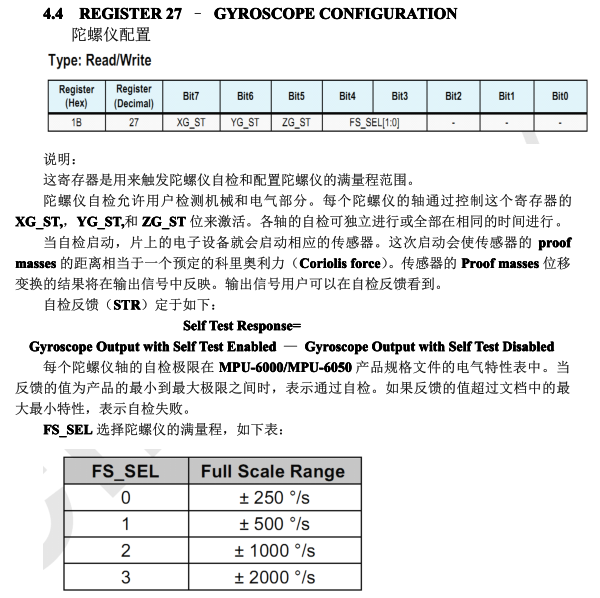 4.4 REGISTER 27 – GYROSCOPE CONFIGURATION
陀螺仪配置
Type: Read/Write
Register (Hex) Register (Decimal) Bit7 Bit6 Bit5 Bit4 Bit3 Bit2 Bit1 Bit0
1B 27 XG_ST YG_ST ZG_ST FS_SEL[1:0] - - -
说明：
这寄存器是用来触发陀螺仪自检和配置陀螺仪的满量程范围。
陀螺仪自检允许用户检测机械和电气部分。每个陀螺仪的轴通过控制这个寄存器的
XG_ST,，YG_ST,和 ZG_ST 位来激活。各轴的自检可独立进行或全部在相同的时间进行。
当自检启动，片上的电子设备就会启动相应的传感器。这次启动会使传感器的 proof
masses 的距离相当于一个预定的科里奥利力（Coriolis force）。传感器的 Proof masses 位移
变换的结果将在输出信号中反映。输出信号用户可以在自检反馈看到。
自检反馈（STR）定于如下：
Self Test Response=
Gyroscope Output with Self Test Enabled — Gyroscope Output with Self Test Disabled
每个陀螺仪轴的自检极限在 MPU-6000/MPU-6050 产品规格文件的电气特性表中。当
反馈的值为产品的最小到最大极限之间时，表示通过自检。如果反馈的值超过文档中的最
大最小特性，表示自检失败。
FS_SEL 选择陀螺仪的满量程，如下表：
FS_SEL Full Scale Range
0 ± 250 °/s
1 ± 500 °/s
2 ± 1000 °/s
3 ± 2000 °/s